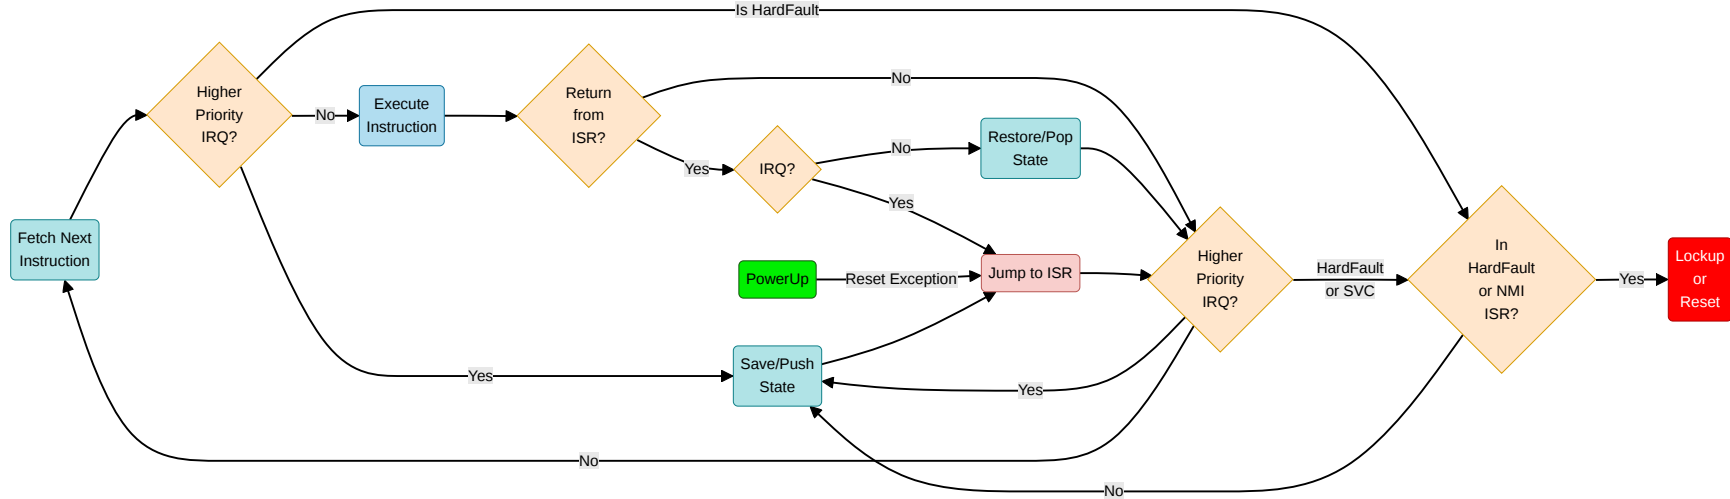 Is HardFault
Higher
Priority
IRQ?
No
Execute
Instruction
Return
from
ISR?
No
Yes
IRQ?
No
Yes
Restore/Pop
State
Fetch Next
Instruction
PowerUp
Reset Exception
Jump to ISR
Higher
Priority
IRQ?
HardFault
or SVC
In
HardFault
or NMI
ISR?
Yes
Lockup
or
Reset
Yes
Save/Push
State
Yes
No
No